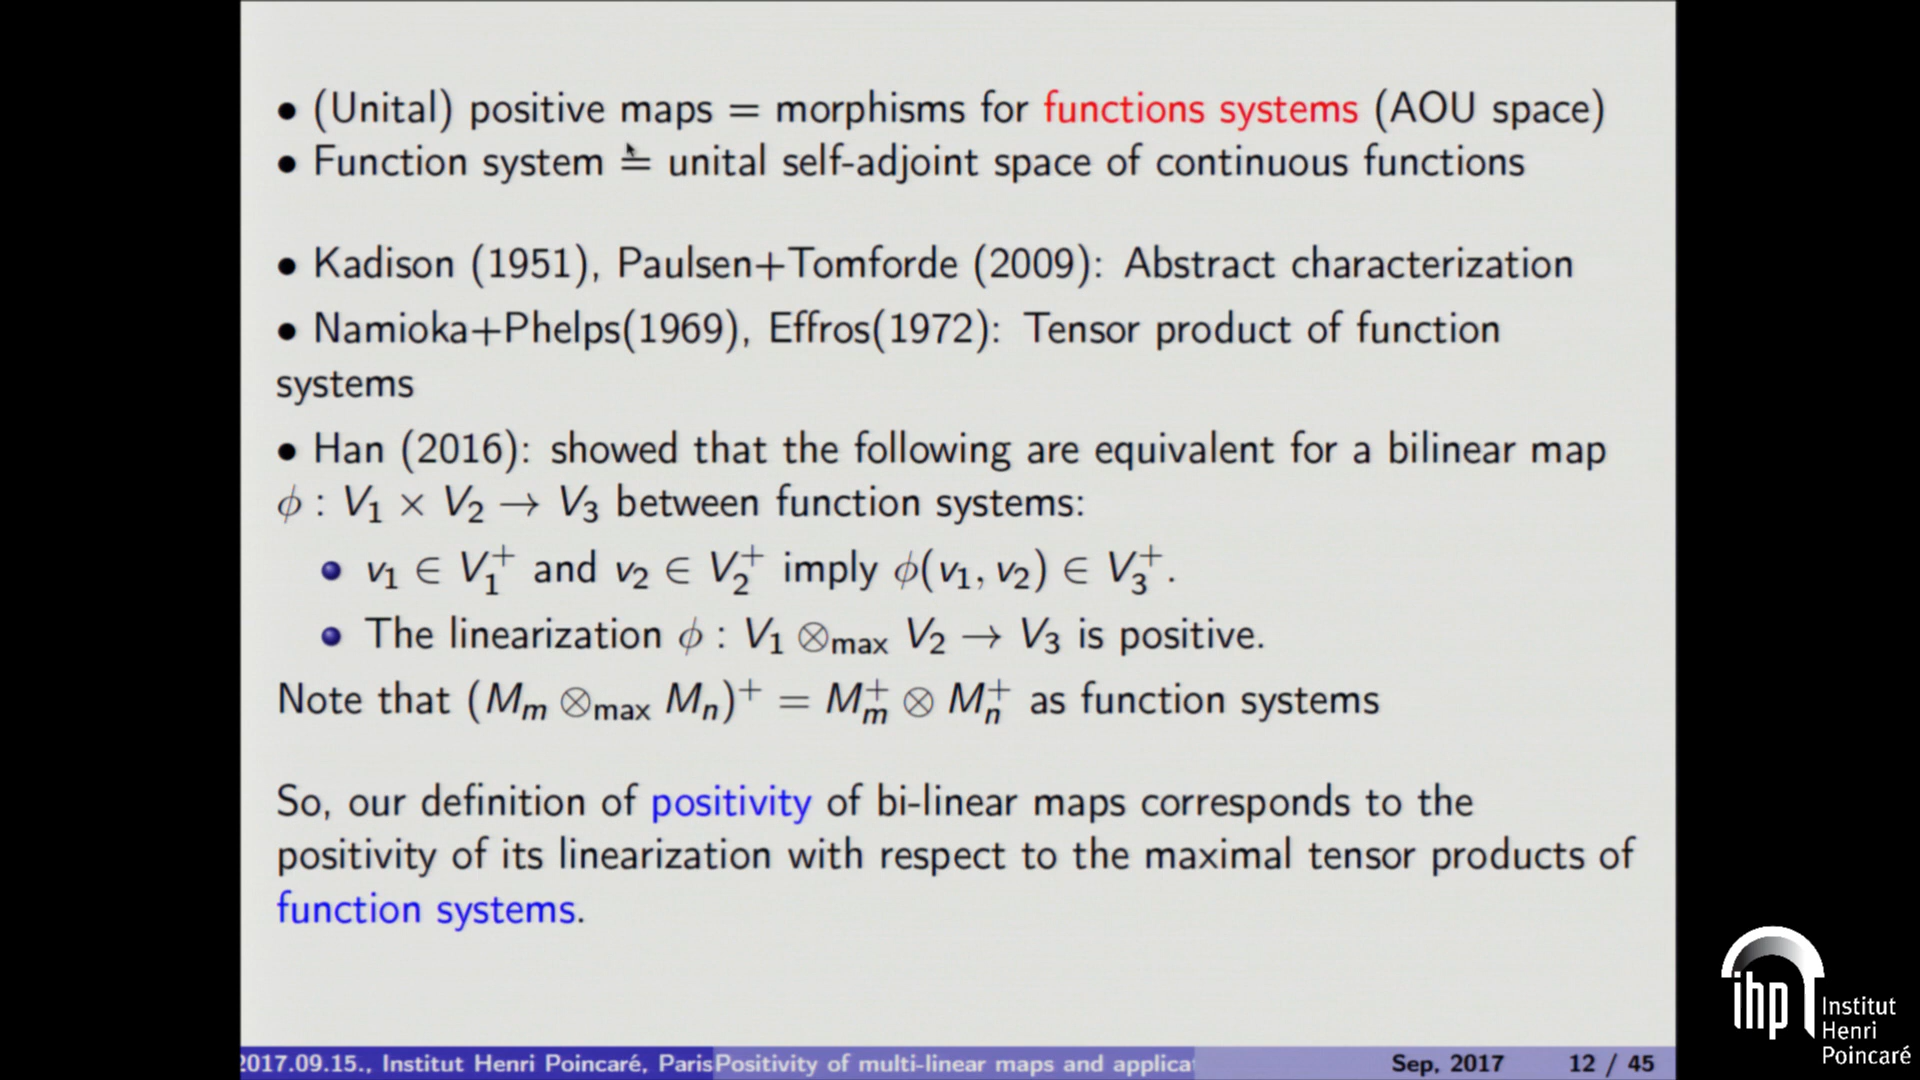 • (Unital) positive maps = morphisms for functions systems (AOU space)
• Function system ≐ unital self-adjoint space of continuous functions
• Kadison (1951), Paulsen+Tomforde (2009): Abstract characterization
• Namioka+Phelps(1969), Effros(1972): Tensor product of function
systems
• Han (2016): showed that the following are equivalent for a bilinear map
ϕ : V₁ × V₂ → V₃ between function systems:
• v₁ ∈ V₁⁺ and v₂ ∈ V₂⁺ imply ϕ(v₁, v₂) ∈ V₃⁺.
• The linearization ϕ : V₁ ⊗max V₂ → V₃ is positive.
Note that (Mₘ ⊗max Mₙ)⁺ = Mₘ⁺ ⊗ Mₙ⁺ as function systems
So, our definition of positivity of bi-linear maps corresponds to the
positivity of its linearization with respect to the maximal tensor products of
function systems.
2017.09.15., Institut Henri Poincaré, Paris Positivity of multi-linear maps and applica Sep, 2017 12 / 45
ihp Institut
Henri
Poincaré